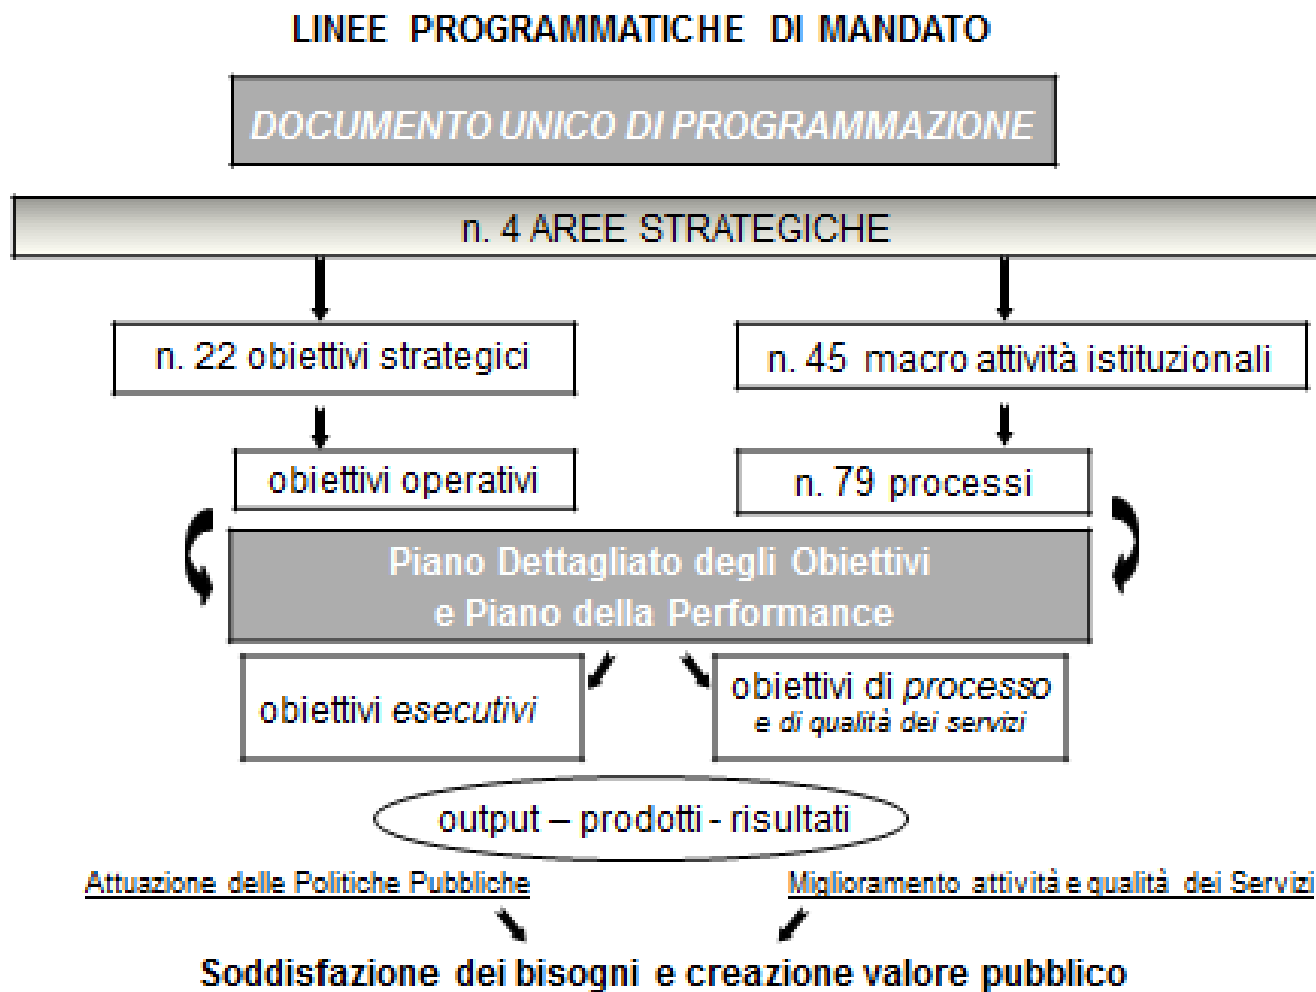 LINEE PROGRAMMATICHE DI MANDATO
DOCUMENTO UNICO DI PROGRAMMAZIONE
n. 4 AREE STRATEGICHE
n. 22 obiettivi strategici
n. 45 macro attività istituzionali
obiettivi operativi
n. 79 processi
Piano Dettagliato degli Obiettivi
e Piano della Performance
obiettivi esecutivi
obiettivi di processo
e di qualità dei servizi
output – prodotti - risultati
Attuazione delle Politiche Pubbliche
Miglioramento attività e qualità dei Servizi
Soddisfazione dei bisogni e creazione valore pubblico